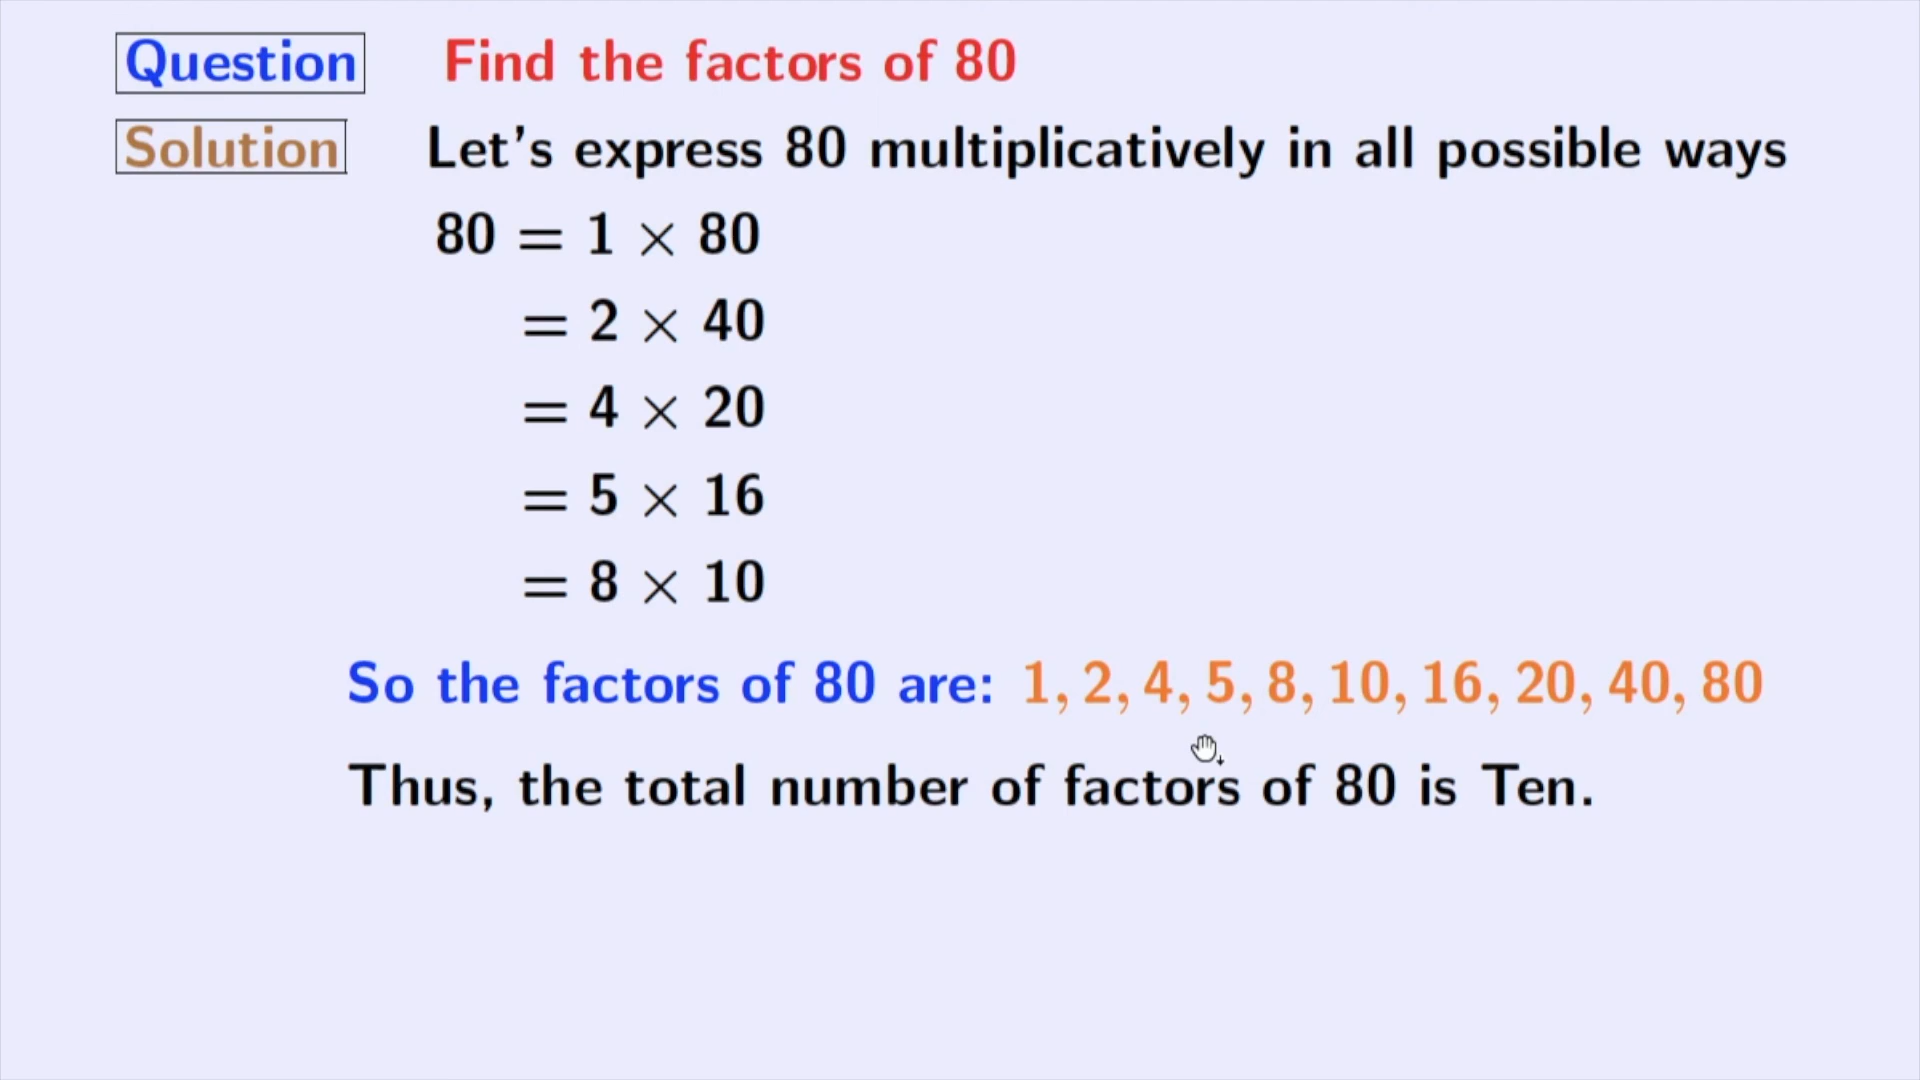 Question Find the factors of 80
Solution Let's express 80 multiplicatively in all possible ways
80 = 1 × 80
= 2 × 40
= 4 × 20
= 5 × 16
= 8 × 10
So the factors of 80 are: 1, 2, 4, 5, 8, 10, 16, 20, 40, 80
Thus, the total number of factors of 80 is Ten.